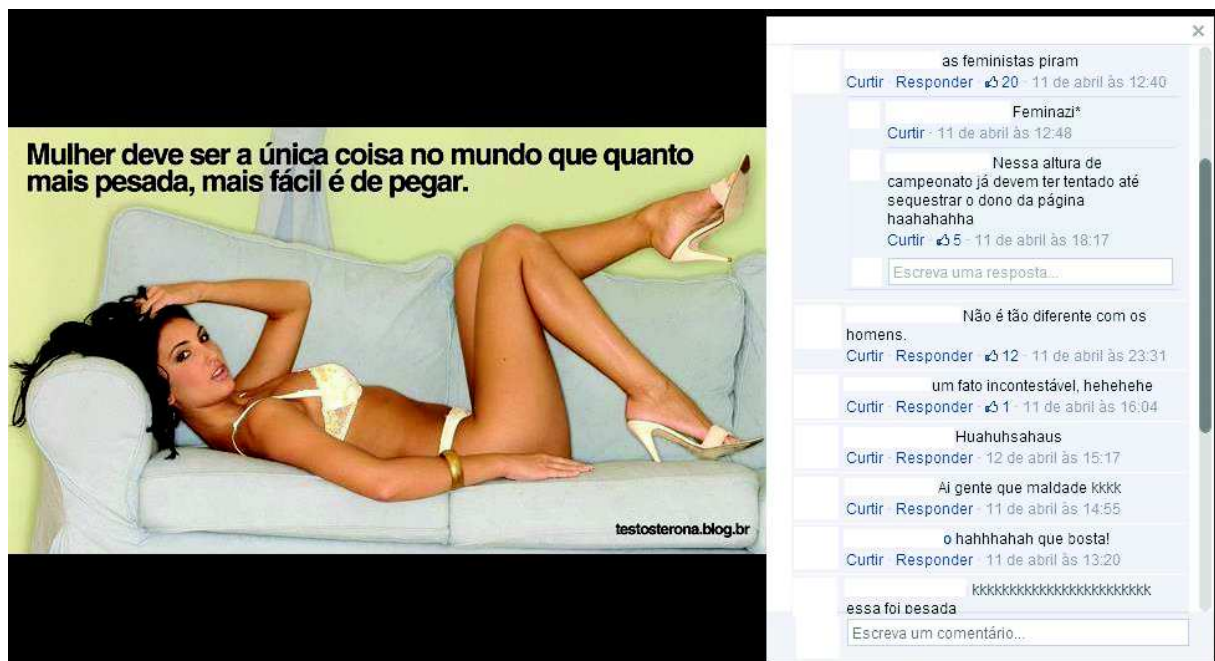 Mulher deve ser a única coisa no mundo que quanto
mais pesada, mais fácil é de pegar.
testosterona.blog.br
×
as feministas piram
Curtir · Responder · 20 · 11 de abril às 12:40
Feminazi*
Curtir · 11 de abril às 12:48
Nessa altura de
campeonato já devem ter tentado até
sequestrar o dono da página
haahahahha
Curtir · 5 · 11 de abril às 18:17
Escreva uma resposta...
Não é tão diferente com os
homens.
Curtir · Responder · 12 · 11 de abril às 23:31
um fato incontestável, hehehehe
Curtir · Responder · 1 · 11 de abril às 16:04
Huahuhsahaus
Curtir · Responder · 12 de abril às 15:17
Ai gente que maldade kkkk
Curtir · Responder · 11 de abril às 14:55
o hahhhahah que bosta!
Curtir · Responder · 11 de abril às 13:20
kkkkkkkkkkkkkkkkkkkkkkkk
essa foi pesada
Escreva um comentário...